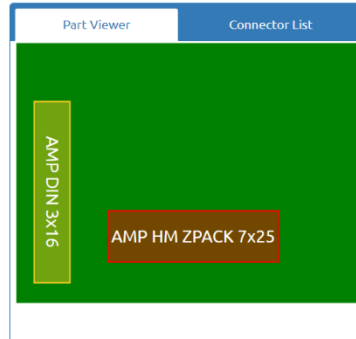 Part Viewer
Connector List
AMP DIN 3x16
AMP HM ZPACK 7x25